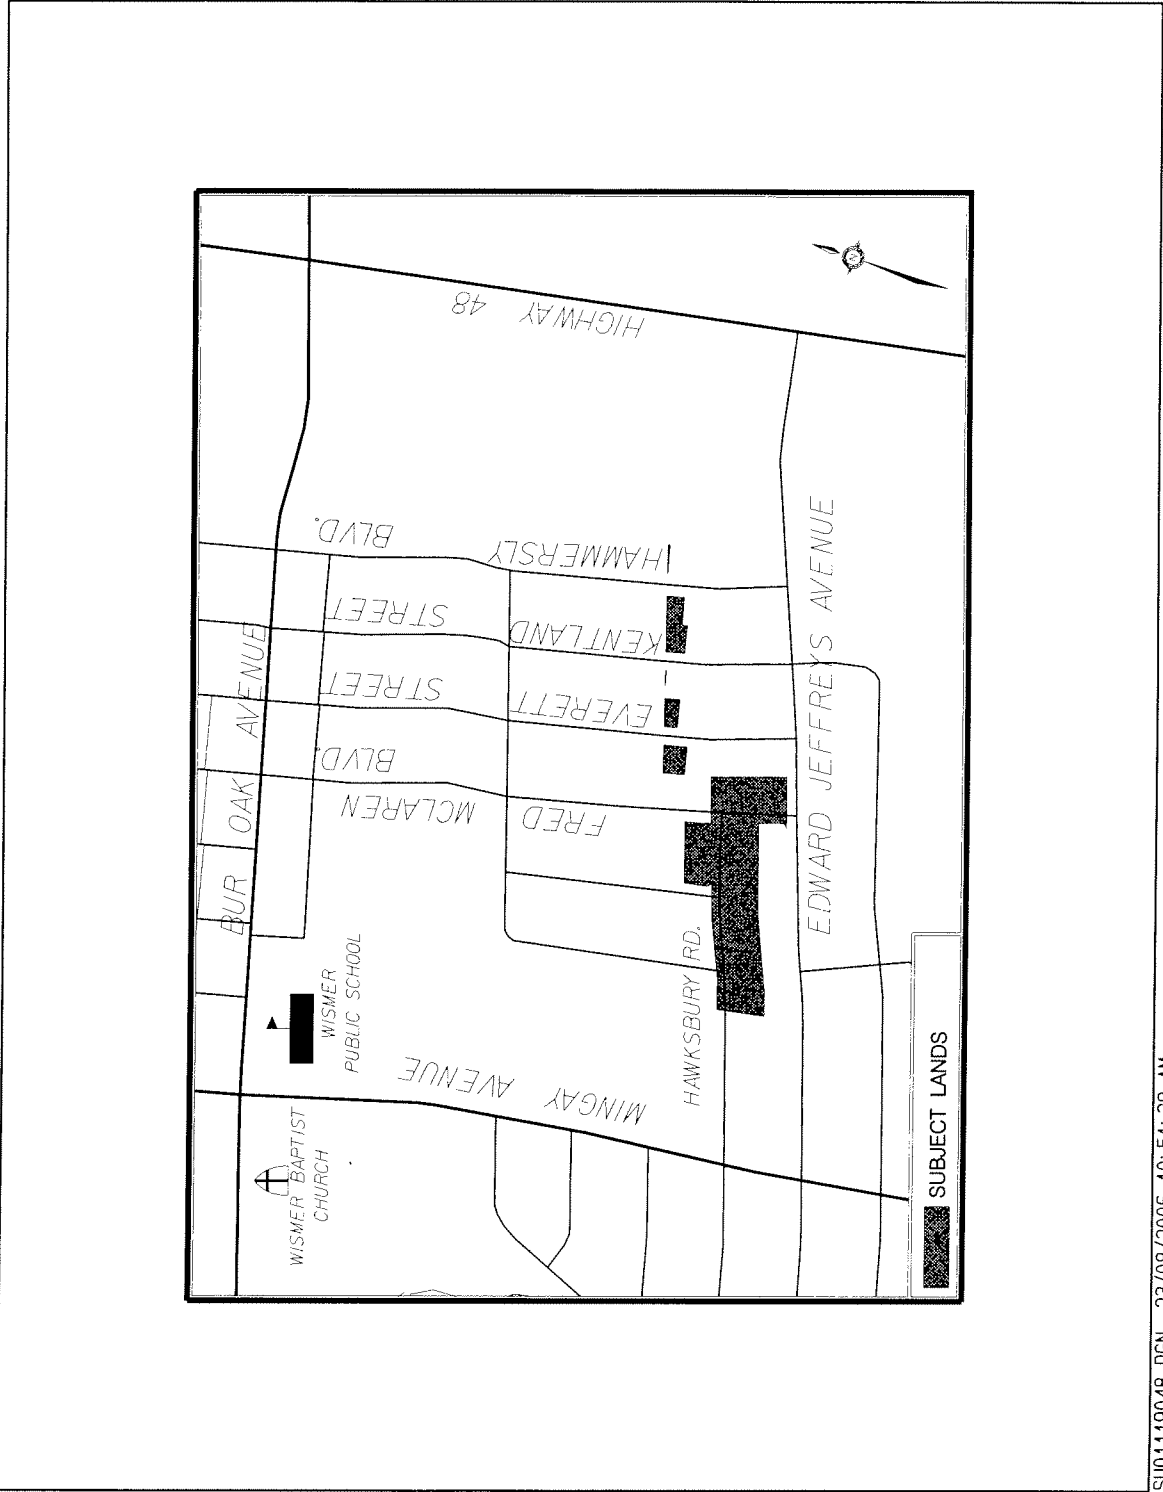 BUR OAK AVENUE
HIGHWAY 48
HAMMERSLY BLVD.
KENTLAND STREET
EVERETT STREET
FRED MCLAREN BLVD.
MINGAY AVENUE
EDWARD JEFFREYS AVENUE
HAWKSBURY RD.
WISMER
PUBLIC SCHOOL
WISMER BAPTIST
CHURCH
N
SUBJECT LANDS